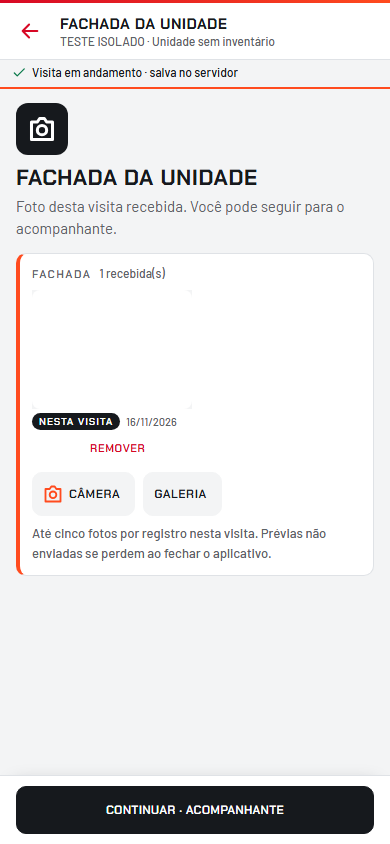 FACHADA DA UNIDADE
TESTE ISOLADO · Unidade sem inventário
Visita em andamento · salva no servidor
FACHADA DA UNIDADE
Foto desta visita recebida. Você pode seguir para o
acompanhante.
FACHADA 1 recebida(s)
NESTA VISITA 16/11/2026
REMOVER
CÂMERA GALERIA
Até cinco fotos por registro nesta visita. Prévias não
enviadas se perdem ao fechar o aplicativo.
CONTINUAR · ACOMPANHANTE